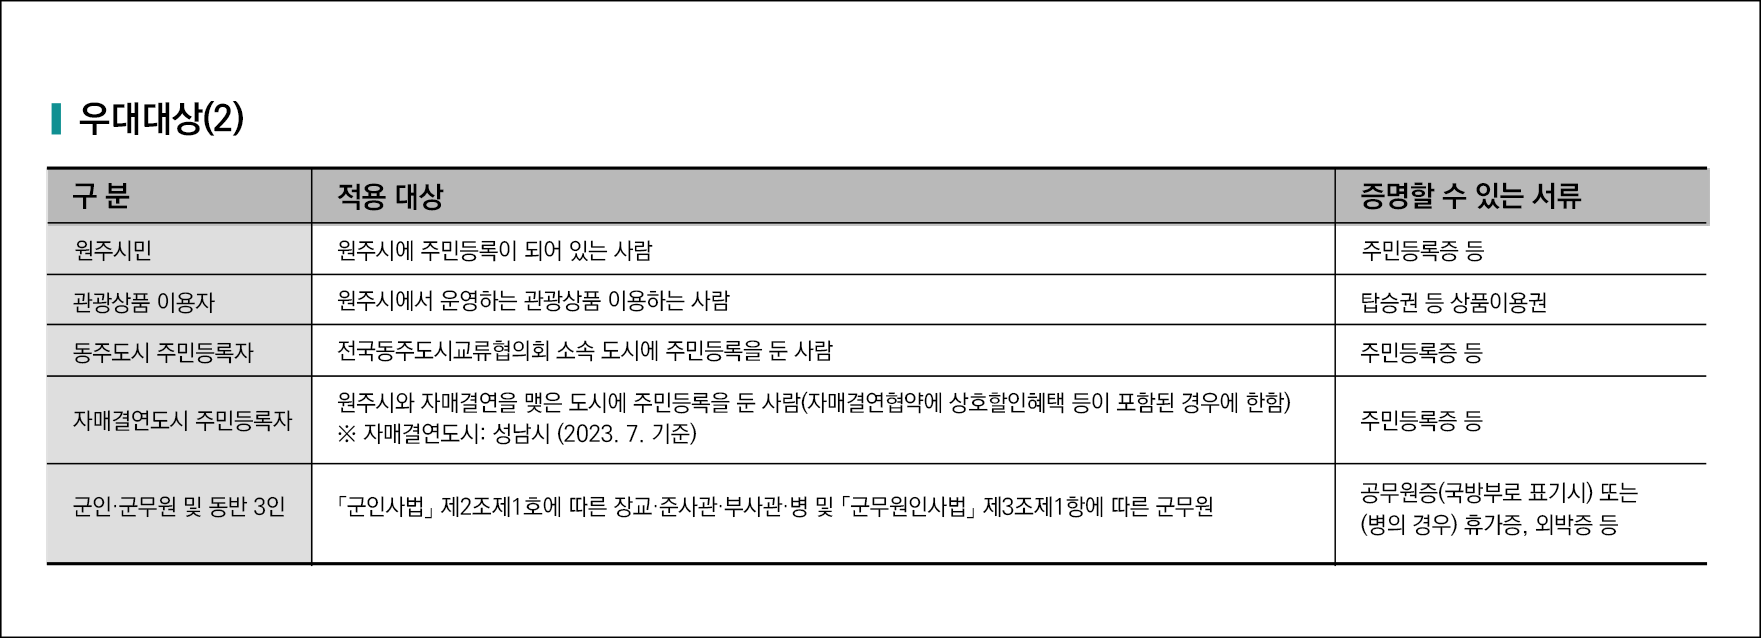 우대대상(2)
구 분 적용 대상 증명할 수 있는 서류
원주시민 원주시에 주민등록이 되어 있는 사람 주민등록증 등
관광상품 이용자 원주시에서 운영하는 관광상품 이용하는 사람 탑승권 등 상품이용권
동주도시 주민등록자 전국동주도시교류협의회 소속 도시에 주민등록을 둔 사람 주민등록증 등
자매결연도시 주민등록자 원주시와 자매결연을 맺은 도시에 주민등록을 둔 사람(자매결연협약에 상호할인혜택 등이 포함된 경우에 한함)
※ 자매결연도시: 성남시 (2023. 7. 기준)
주민등록증 등
군인·군무원 및 동반 3인 「군인사법」 제2조제1호에 따른 장교·준사관·부사관·병 및 「군무원인사법」 제3조제1항에 따른 군무원
공무원증(국방부로 표기시) 또는
(병의 경우) 휴가증, 외박증 등